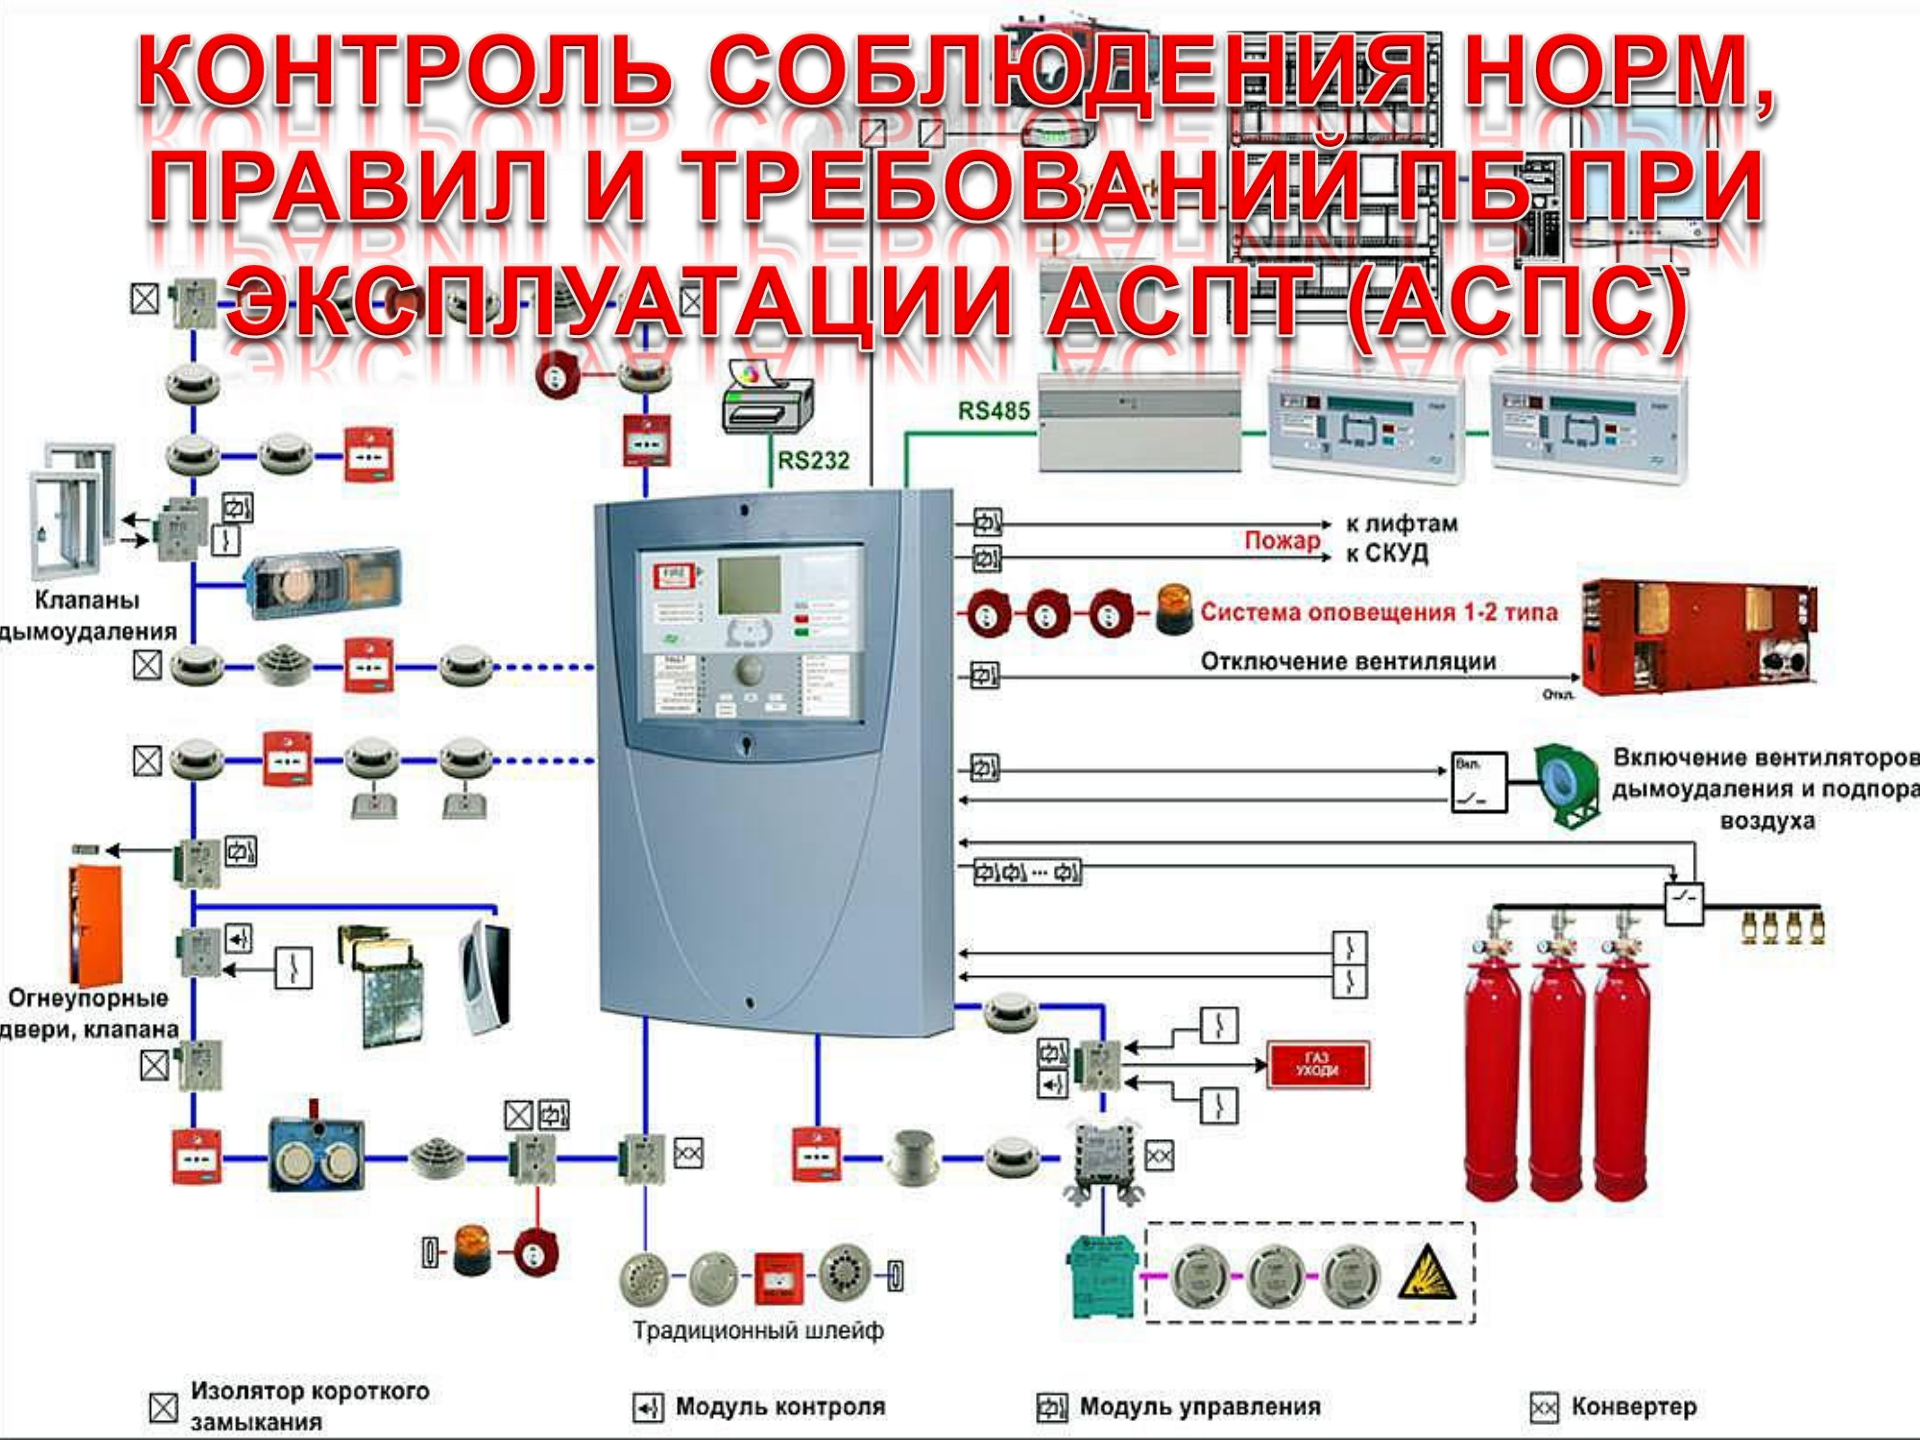 КОНТРОЛЬ СОБЛЮДЕНИЯ НОРМ,
ПРАВИЛ И ТРЕБОВАНИЙ ПБ ПРИ
ЭКСПЛУАТАЦИИ АСПТ (АСПС)
RS485
RS232
к лифтам
Пожар
к СКУД
FIRE
Клапаны
дымоудаления
Система оповещения 1-2 типа
Отключение вентиляции
Откл.
Вкл.
Включение вентиляторов
дымоудаления и подпора
воздуха
Огнеупорные
двери, клапана
ГАЗ
УХОДИ
Традиционный шлейф
Изолятор короткого
замыкания
Модуль контроля
Модуль управления
Конвертер